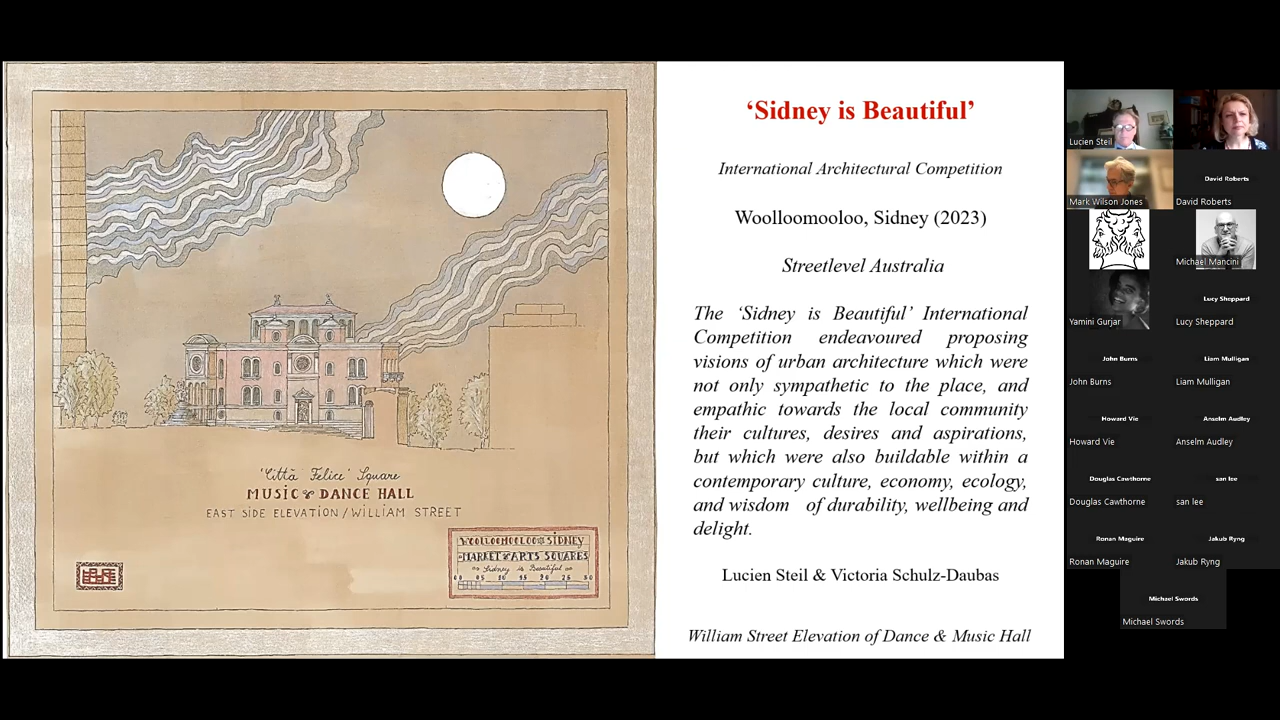 'Città Felice' Square
MUSIC & DANCE HALL
EAST SIDE ELEVATION/WILLIAM STREET
WOOLLOOMOOLOO SIDNEY
MARKET & ARTS SQUARES
Sidney is Beautiful
‘Sidney is Beautiful’
International Architectural Competition
Woolloomooloo, Sidney (2023)
Streetlevel Australia
The ‘Sidney is Beautiful’ International
Competition endeavoured proposing
visions of urban architecture which were
not only sympathetic to the place, and
empathic towards the local community
their cultures, desires and aspirations,
but which were also buildable within a
contemporary culture, economy, ecology,
and wisdom of durability, wellbeing and
delight.
Lucien Steil & Victoria Schulz-Daubas
William Street Elevation of Dance & Music Hall
Lucien Steil
Mark Wilson Jones
David Roberts
David Roberts
Michael Mancini
Yamini Gurjar
Lucy Sheppard
Lucy Sheppard
John Burns
John Burns
Liam Mulligan
Liam Mulligan
Howard Vie
Howard Vie
Anselm Audley
Anselm Audley
Douglas Cawthorne
Douglas Cawthorne
san lee
san lee
Ronan Maguire
Ronan Maguire
Jakub Ryng
Jakub Ryng
Michael Swords
Michael Swords